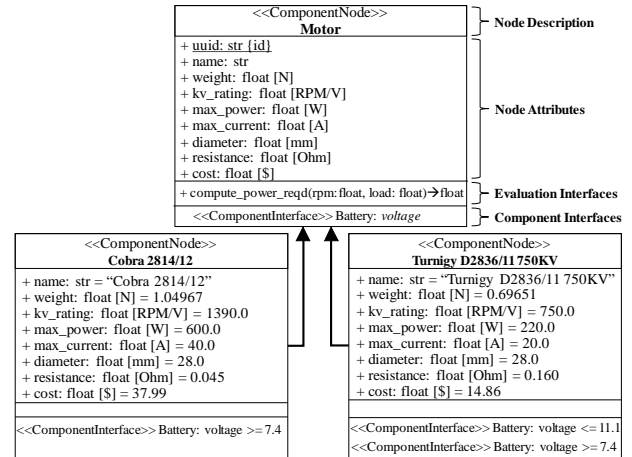 <<ComponentNode>>
Motor
Node Description
+ uuid: str {id}
+ name: str
+ weight: float [N]
+ kv_rating: float [RPM/V]
+ max_power: float [W]
+ max_current: float [A]
+ diameter: float [mm]
+ resistance: float [Ohm]
+ cost: float [$]
Node Attributes
+ compute_power_reqd(rpm:float, load: float)→float
Evaluation Interfaces
<<ComponentInterface>> Battery: voltage
Component Interfaces
<<ComponentNode>>
Cobra 2814/12
+ name: str = “Cobra 2814/12”
+ weight: float [N] = 1.04967
+ kv_rating: float [RPM/V] = 1390.0
+ max_power: float [W] = 600.0
+ max_current: float [A] = 40.0
+ diameter: float [mm] = 28.0
+ resistance: float [Ohm] = 0.045
+ cost: float [$] = 37.99
<<ComponentInterface>> Battery: voltage >= 7.4
<<ComponentNode>>
Turnigy D2836/11 750KV
+ name: str = “Turnigy D2836/11 750KV”
+ weight: float [N] = 0.69651
+ kv_rating: float [RPM/V] = 750.0
+ max_power: float [W] = 220.0
+ max_current: float [A] = 20.0
+ diameter: float [mm] = 28.0
+ resistance: float [Ohm] = 0.160
+ cost: float [$] = 14.86
<<ComponentInterface>> Battery: voltage <= 11.1
<<ComponentInterface>> Battery: voltage >= 7.4